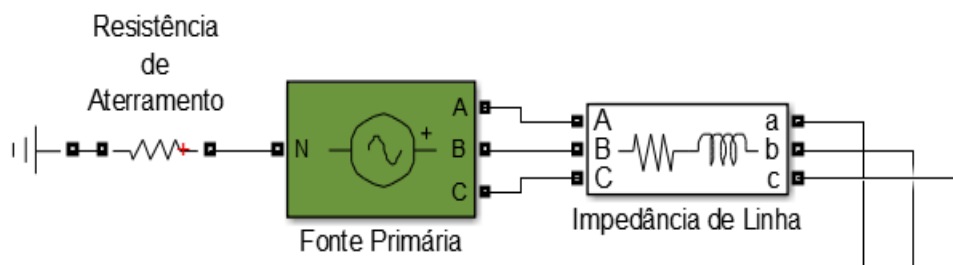 Resistência
de
Aterramento
N
A
B
C
+
Fonte Primária
A
B
C
a
b
c
Impedância de Linha